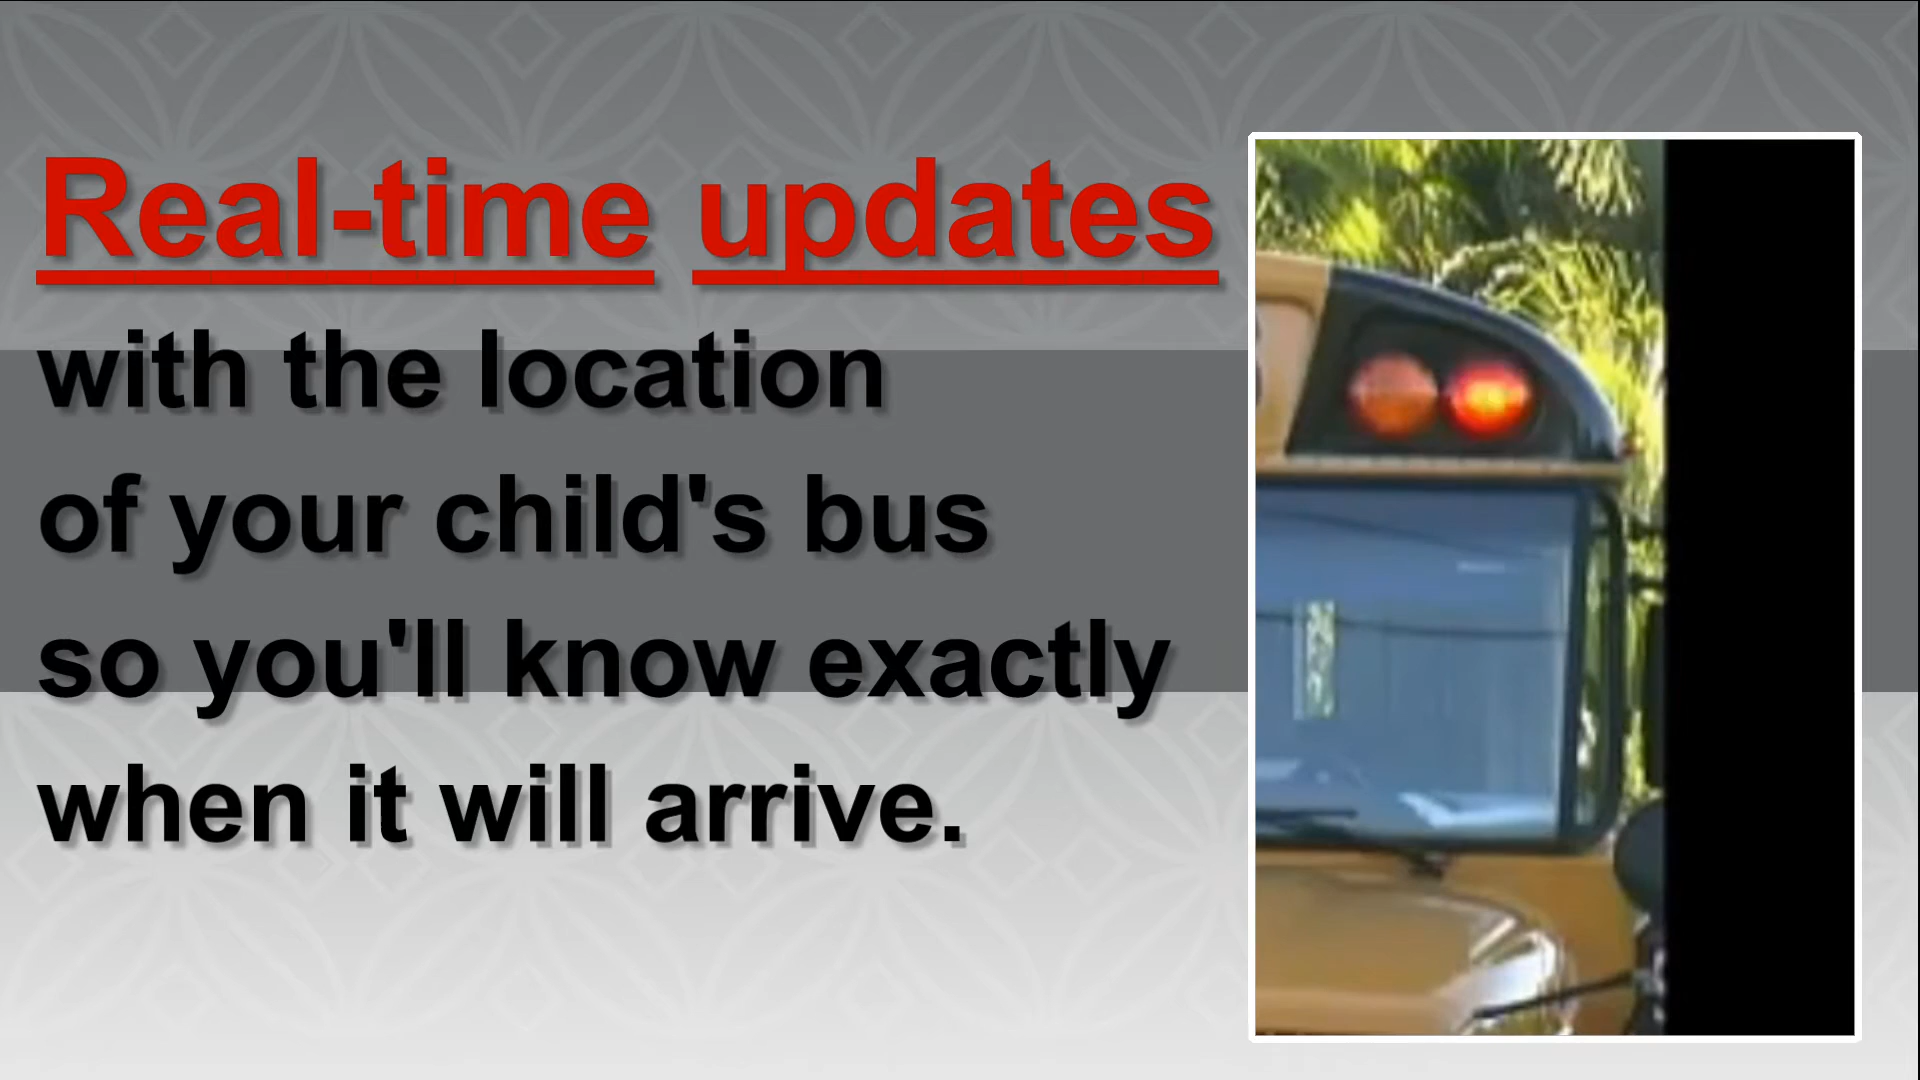 Real-time updates
with the location
of your child's bus
so you'll know exactly
when it will arrive.